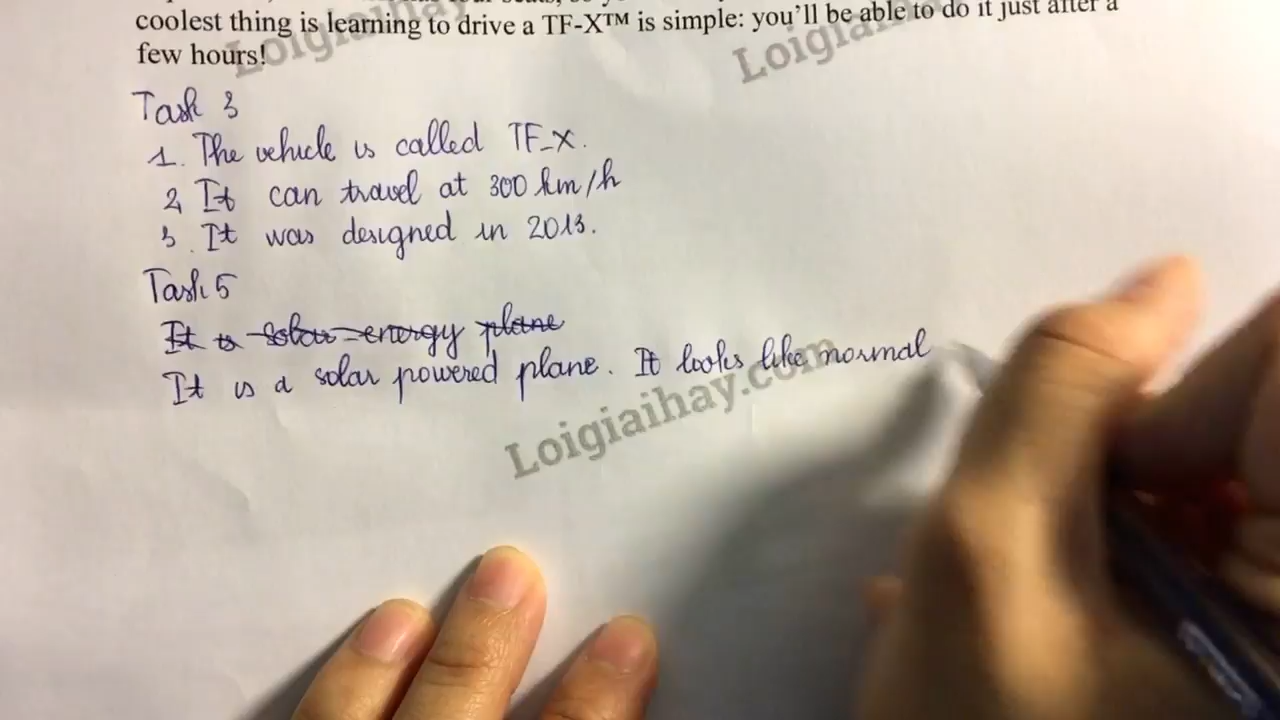 coolest thing is learning to drive a TF-X™ is simple: you'll be able to do it just after a
few hours!
Loigiaihay
Loigiaihay
Task 3
1. The vehicle is called TF-X.
2, It can travel at 300 km/h
3. It was designed in 2013.
Task 5
It is solar energy plane
It is a solar powered plane. It looks like normal
Loigiaihay.com